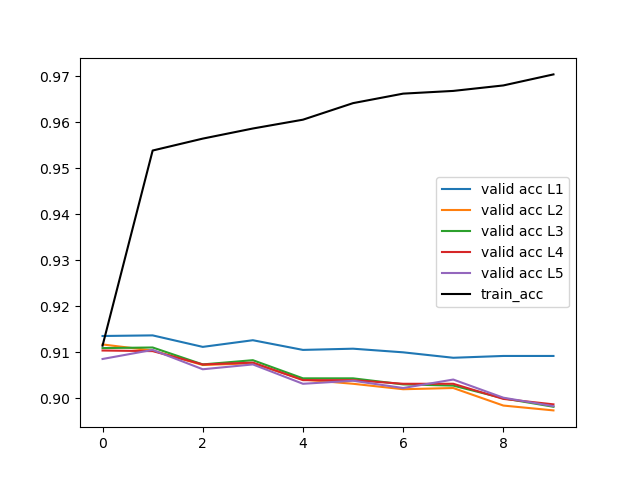 0.97
0.96
0.95
0.94
0.93
0.92
0.91
0.90
0
2
4
6
8
valid acc L1
valid acc L2
valid acc L3
valid acc L4
valid acc L5
train_acc